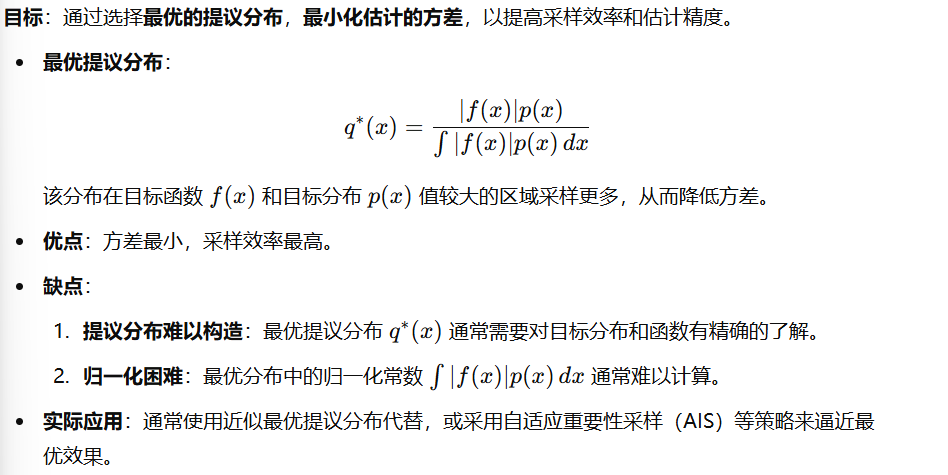 目标：通过选择最优的提议分布，最小化估计的方差，以提高采样效率和估计精度。
• 最优提议分布：
q*(x) = |f(x)|p(x) / ∫ |f(x)|p(x) dx
该分布在目标函数 f(x) 和目标分布 p(x) 值较大的区域采样更多，从而降低方差。
• 优点：方差最小，采样效率最高。
• 缺点：
1. 提议分布难以构造：最优提议分布 q*(x) 通常需要对目标分布和函数有精确的了解。
2. 归一化困难：最优分布中的归一化常数 ∫ |f(x)|p(x) dx 通常难以计算。
• 实际应用：通常使用近似最优提议分布代替，或采用自适应重要性采样（AIS）等策略来逼近最
优效果。